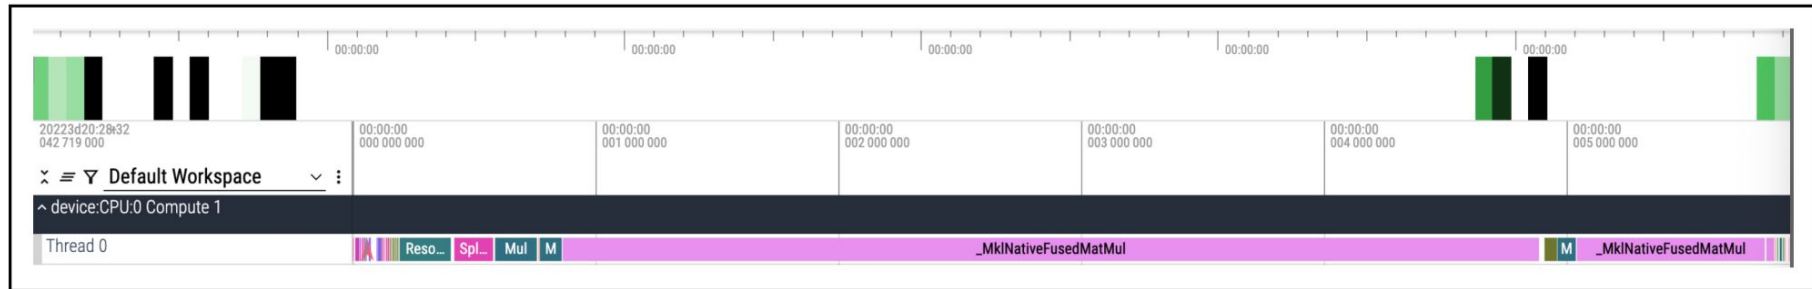 00:00:00 00:00:00 00:00:00 00:00:00 00:00:00
00:00:00 00:00:00 00:00:00 00:00:00 00:00:00 00:00:00
042 719 000 000 000 000 001 000 000 002 000 000 003 000 000 004 000 000 005 000 000
Default Workspace
device:CPU:0 Compute 1
Thread 0 Reso... Spl... Mul M _MklNativeFusedMatMul M _MklNativeFusedMatMul